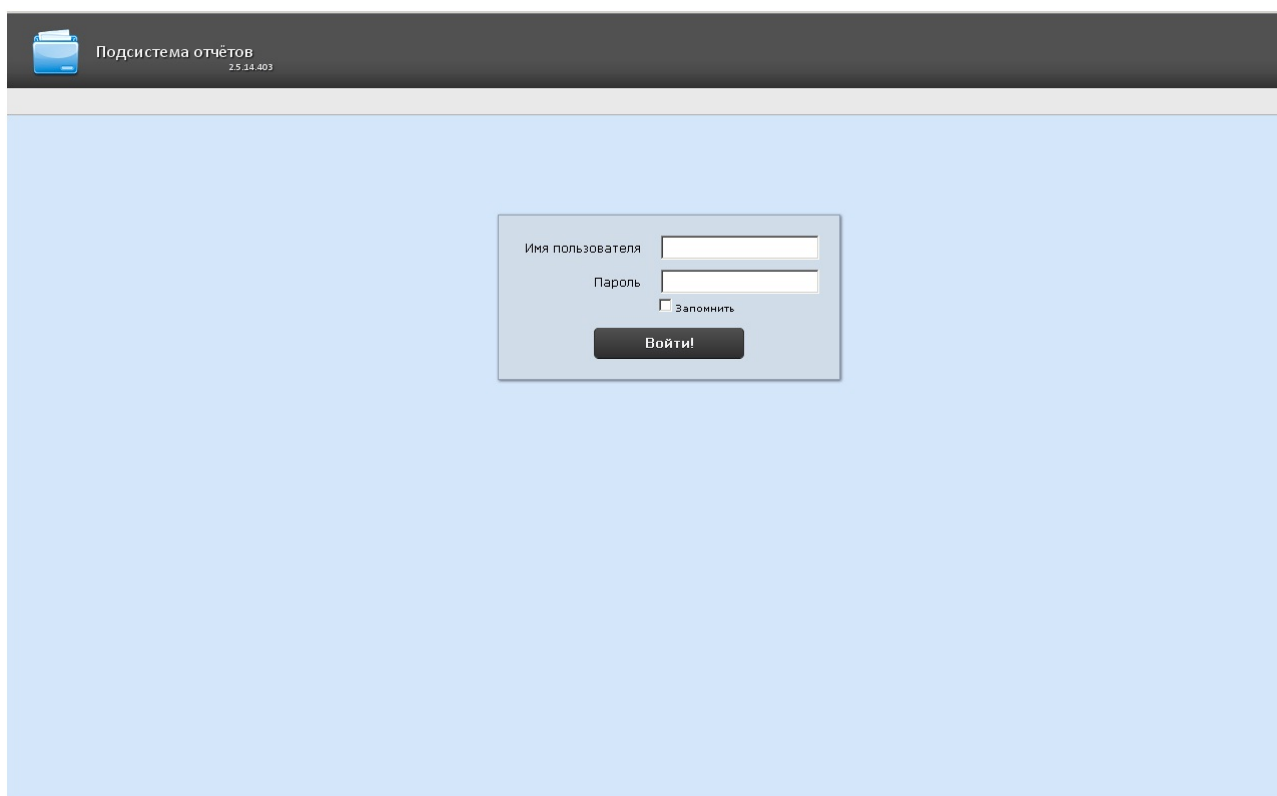 Подсистема отчётов
2.5.14.403
Имя пользователя
Пароль
Запомнить
Войти!